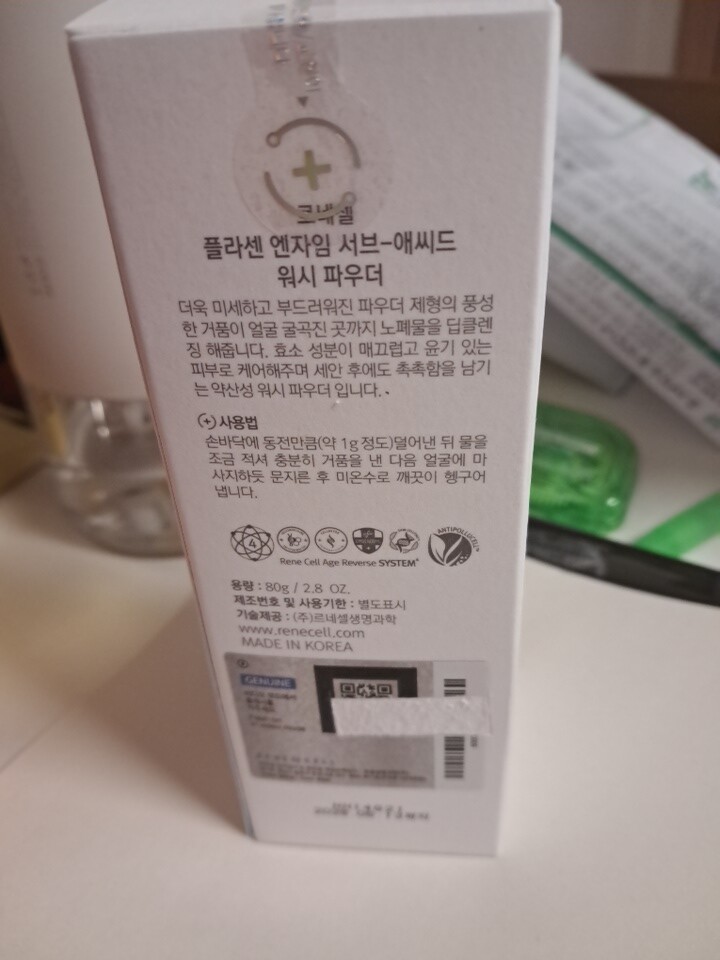 르네셀
플라센 엔자임 서브-애씨드
워시 파우더
더욱 미세하고 부드러워진 파우더 제형의 풍성
한 거품이 얼굴 굴곡진 곳까지 노폐물을 딥클렌
징 해줍니다. 효소 성분이 매끄럽고 윤기 있는
피부로 케어해주며 세안 후에도 촉촉함을 남기
는 약산성 워시 파우더 입니다.
사용법
손바닥에 동전만큼(약 1g 정도)덜어낸 뒤 물을
조금 적셔 충분히 거품을 낸 다음 얼굴에 마
사지하듯 문지른 후 미온수로 깨끗이 헹구어
냅니다.
4
ANTIPOLLUCELL™
Rene Cell Age Reverse SYSTEM
용량 : 80g / 2.8 OZ.
제조번호 및 사용기한 : 별도표시
기술제공 : (주)르네셀생명과학
www.renecell.com
MADE IN KOREA
GENUINE